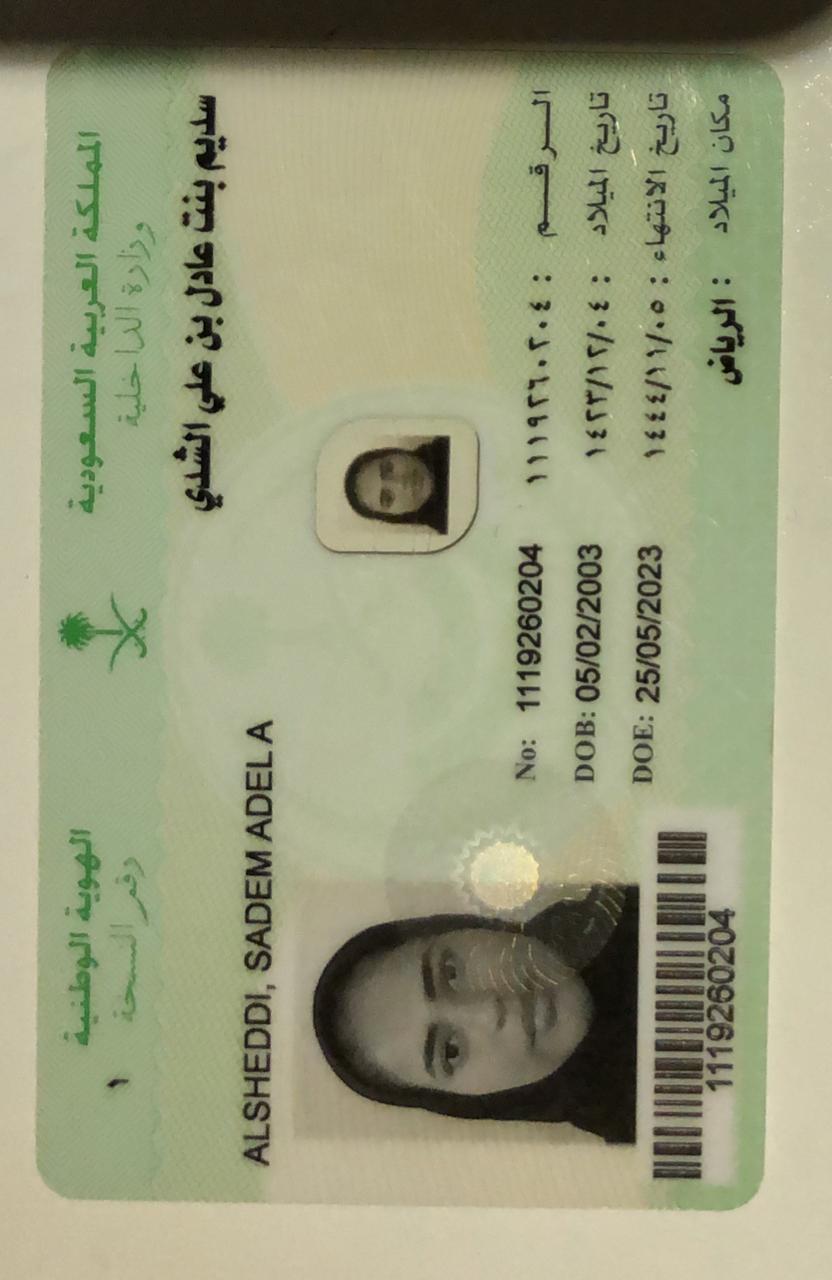 المملكة العربية السعودية
وزارة الداخلية
الهوية الوطنية
رقم النسخة ١
سديم بنت عادل بن علي الشدي
ALSHEDDI, SADEM ADEL A
الرقم : ١١١٩٢٦٠٢٠٤
No: 1119260204
تاريخ الميلاد : ١٤٢٣/١٢/٠٤
DOB: 05/02/2003
تاريخ الانتهاء : ١٤٤٤/١١/٠٥
DOE: 25/05/2023
مكان الميلاد : الرياض
1119260204